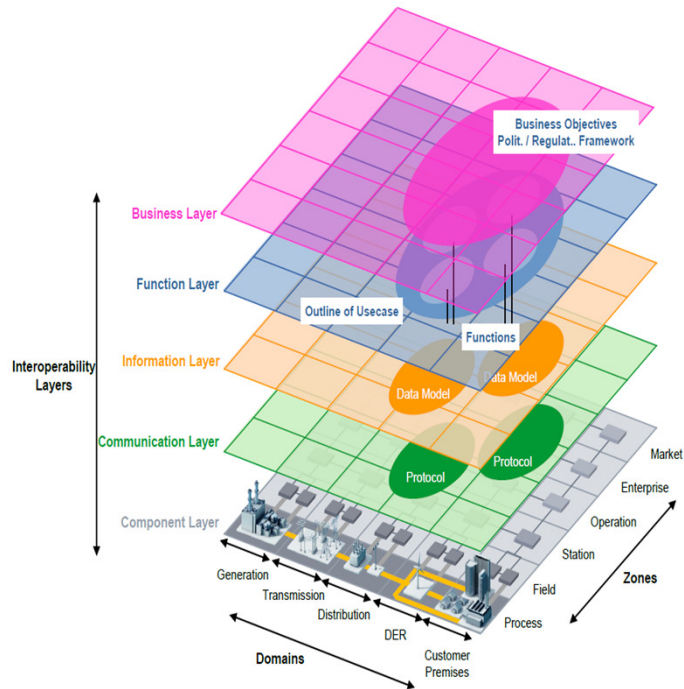 Business Objectives
Polit. / Regulat.. Framework
Business Layer
Function Layer
Outline of Usecase
Functions
Interoperability
Layers
Information Layer
Data Model
Data Model
Communication Layer
Protocol
Protocol
Component Layer
Market
Enterprise
Operation
Station
Field
Process
Zones
Generation
Transmission
Distribution
DER
Customer
Premises
Domains